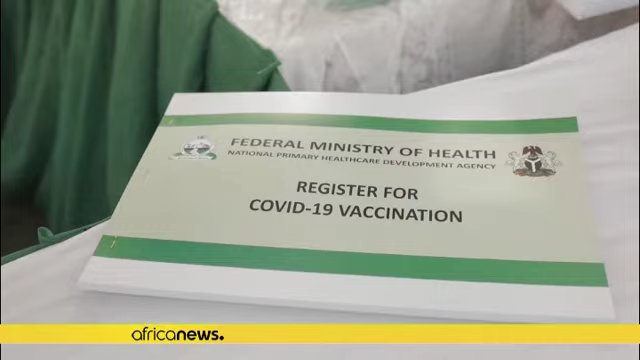 FEDERAL MINISTRY OF HEALTH
NATIONAL PRIMARY HEALTHCARE DEVELOPMENT AGENCY
REGISTER FOR
COVID-19 VACCINATION
africanews.